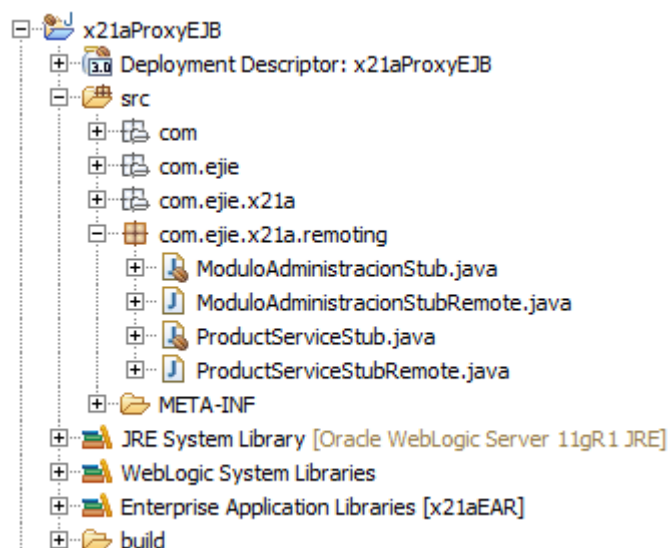 x21aProxyEJB
3.0 Deployment Descriptor: x21aProxyEJB
src
com
com.ejie
com.ejie.x21a
com.ejie.x21a.remoting
J ModuloAdministracionStub.java
J ModuloAdministracionStubRemote.java
J ProductServiceStub.java
J ProductServiceStubRemote.java
META-INF
JRE System Library [Oracle WebLogic Server 11gR1 JRE]
WebLogic System Libraries
Enterprise Application Libraries [x21aEAR]
build